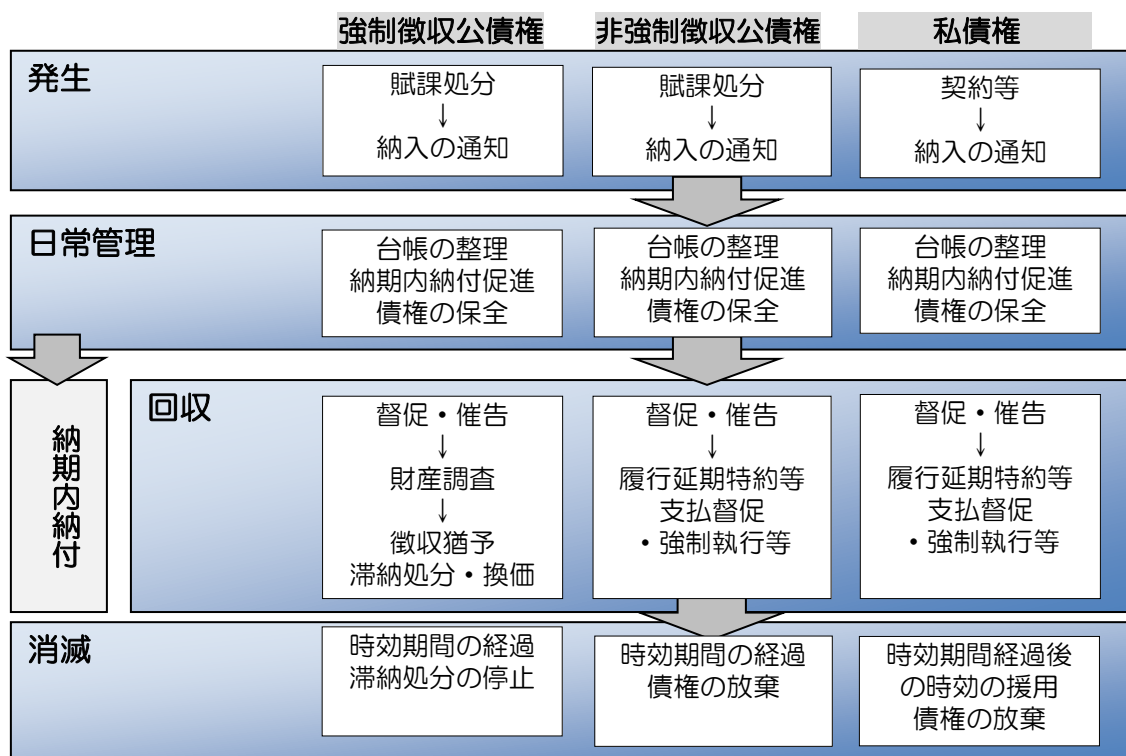 強制徴収公債権
非強制徴収公債権
私債権
発生
賦課処分
↓
納入の通知
賦課処分
↓
納入の通知
契約等
↓
納入の通知
日常管理
台帳の整理
納期内納付促進
債権の保全
台帳の整理
納期内納付促進
債権の保全
台帳の整理
納期内納付促進
債権の保全
納期内納付
回収
督促・催告
↓
財産調査
↓
徴収猶予
滞納処分・換価
督促・催告
↓
履行延期特約等
支払督促
・強制執行等
督促・催告
↓
履行延期特約等
支払督促
・強制執行等
消滅
時効期間の経過
滞納処分の停止
時効期間の経過
債権の放棄
時効期間経過後
の時効の援用
債権の放棄